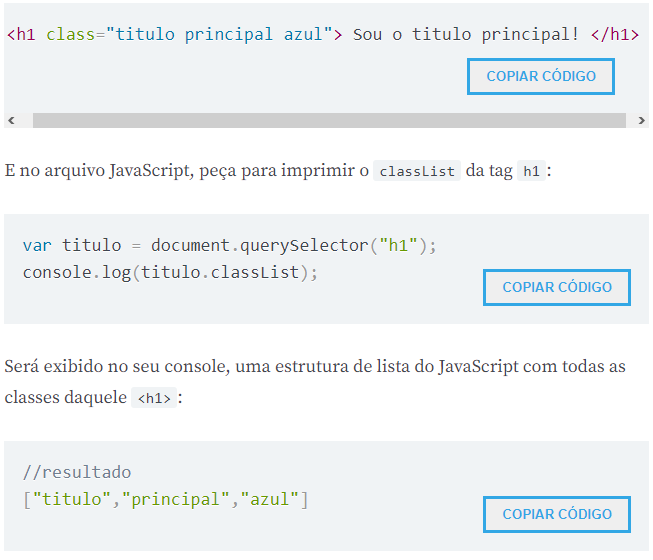 <h1 class="titulo principal azul"> Sou o titulo principal! </h1>
COPIAR CÓDIGO
E no arquivo JavaScript, peça para imprimir o classList da tag h1:
var titulo = document.querySelector("h1");
console.log(titulo.classList);
COPIAR CÓDIGO
Será exibido no seu console, uma estrutura de lista do JavaScript com todas as
classes daquele <h1>:
//resultado
["titulo","principal","azul"]
COPIAR CÓDIGO